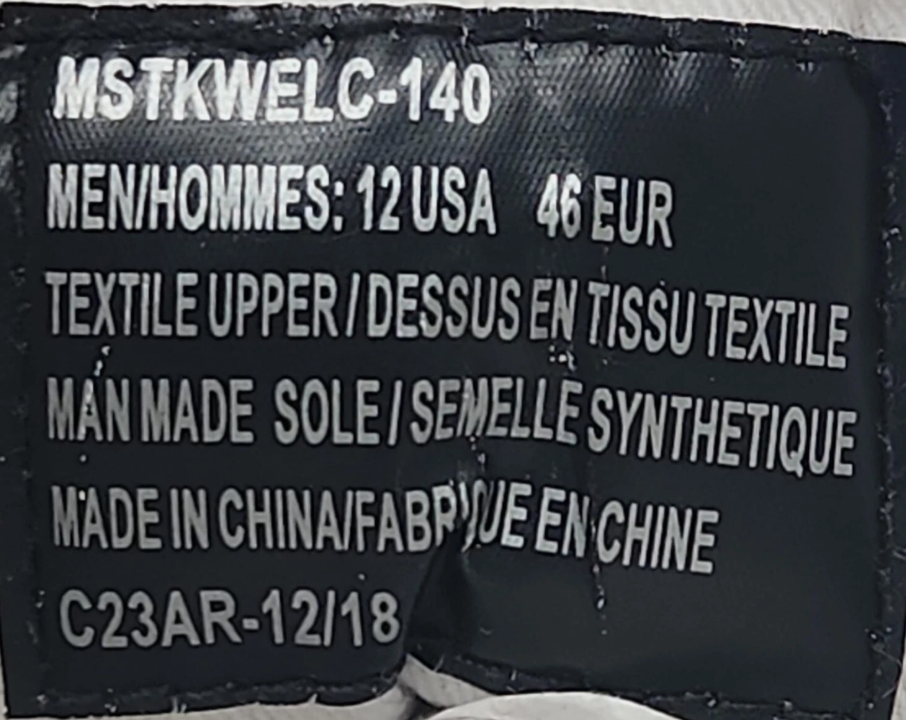 MSTKWELC-140
MEN/HOMMES: 12 USA 46 EUR
TEXTILE UPPER / DESSUS EN TISSU TEXTILE
MAN MADE SOLE / SEMELLE SYNTHETIQUE
MADE IN CHINA/FABRIQUE EN CHINE
C23AR-12/18